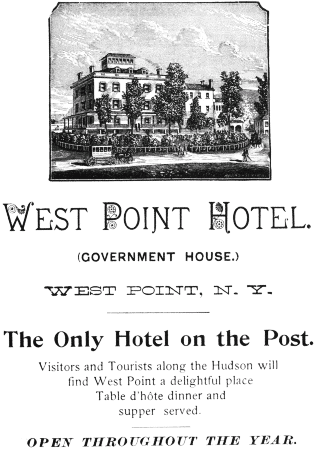 WEST POINT HOTEL.
(GOVERNMENT HOUSE.)
WEST POINT, N. Y.
The Only Hotel on the Post.
Visitors and Tourists along the Hudson will
find West Point a delightful place
Table d'hôte dinner and
supper served.
OPEN THROUGHOUT THE YEAR.